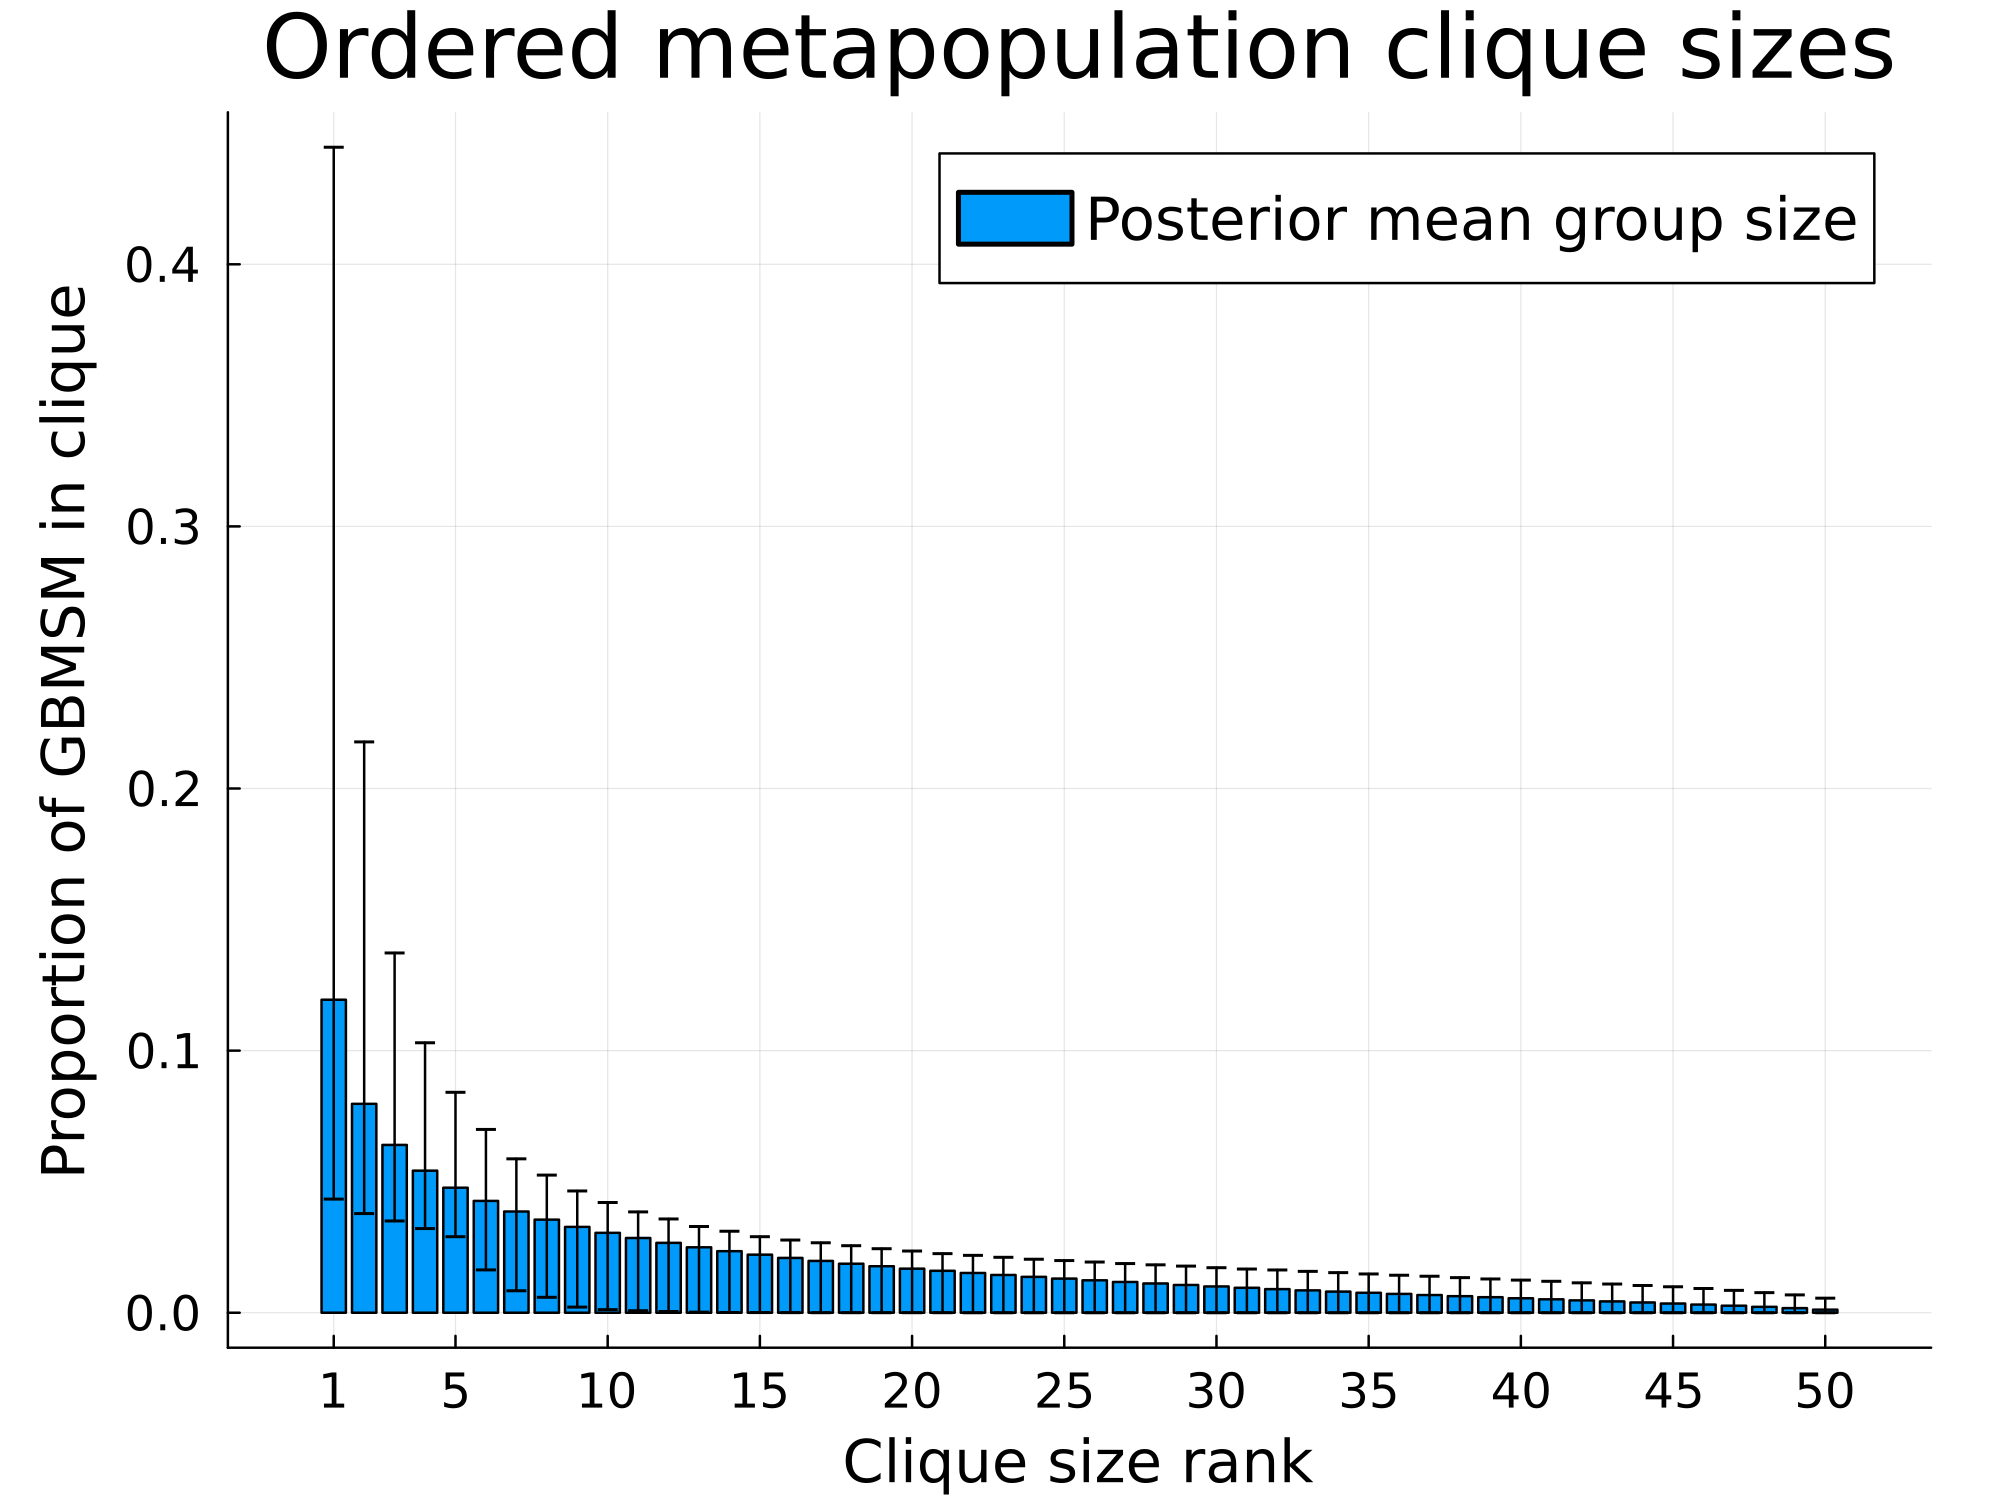 Ordered metapopulation clique sizes
Posterior mean group size
Proportion of GBMSM in clique
0.4
0.3
0.2
0.1
0.0
1 5 10 15 20 25 30 35 40 45 50
Clique size rank